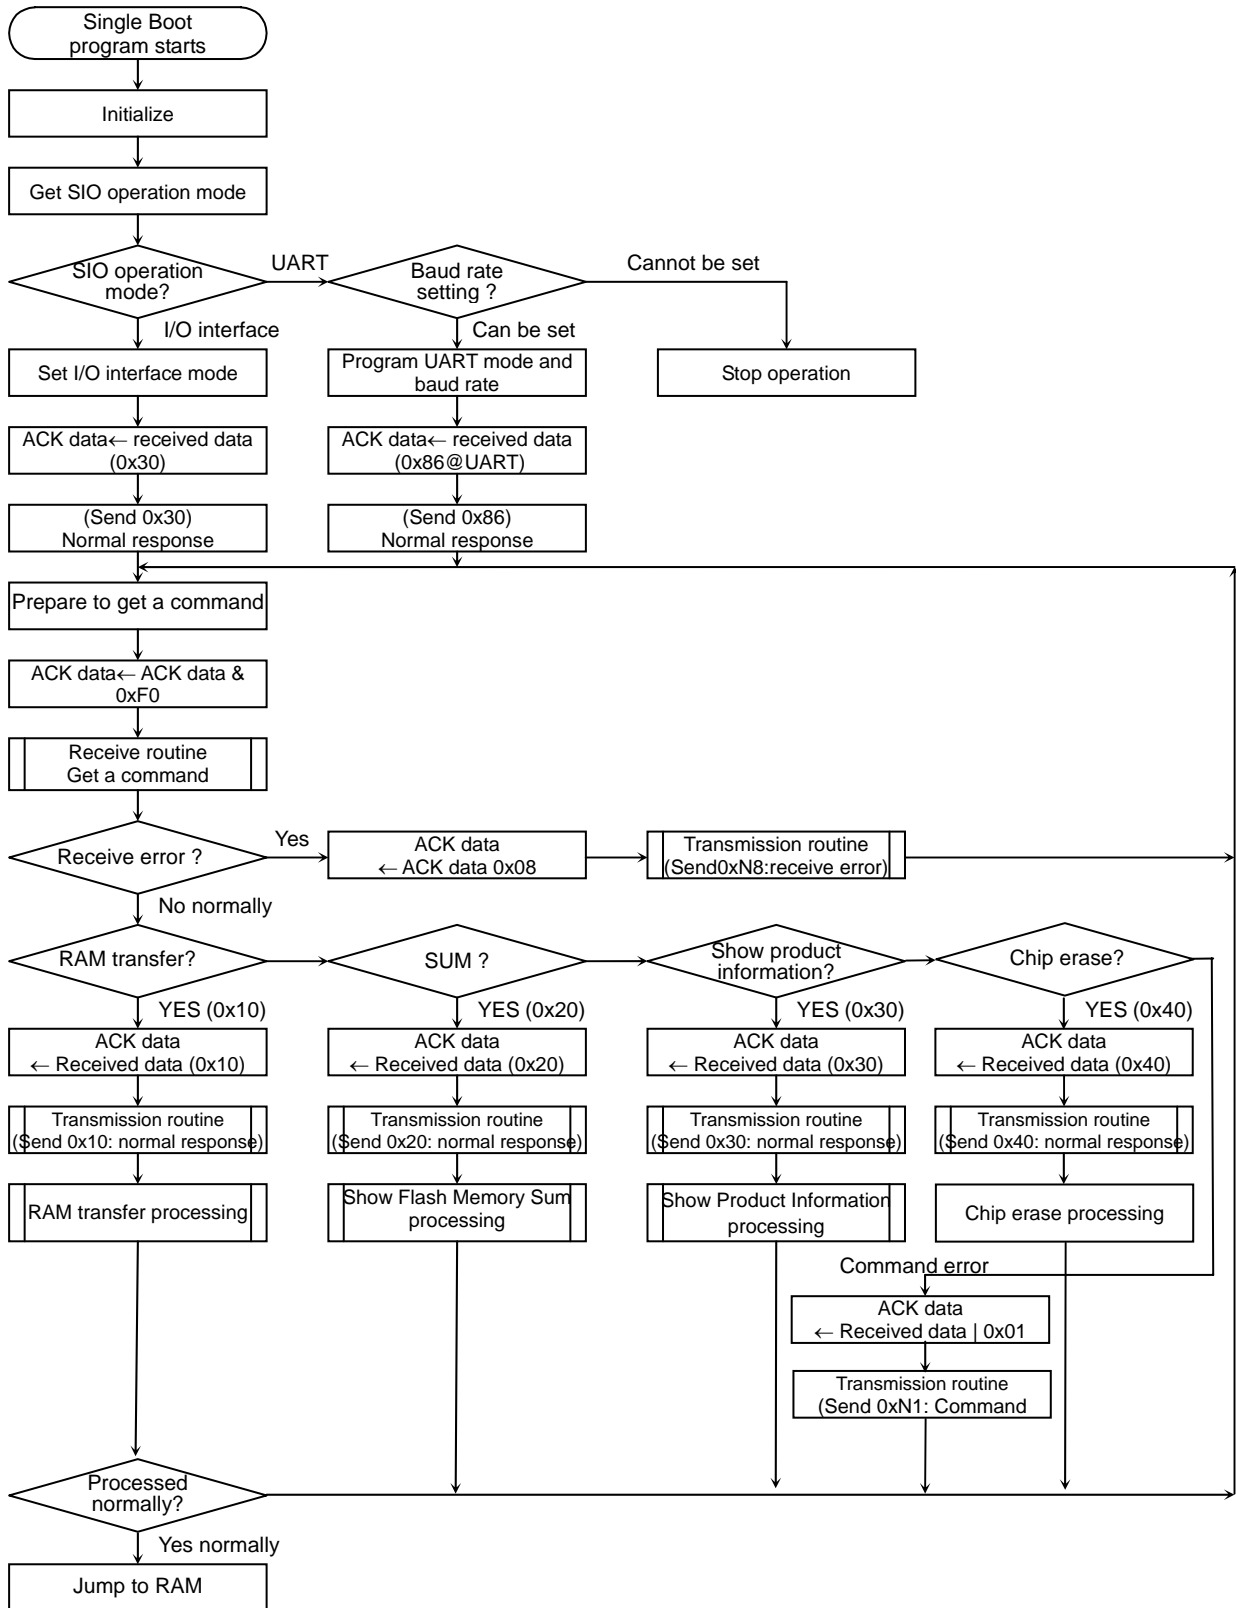 Single Boot
program starts
Initialize
Get SIO operation mode
SIO operation
mode?
UART
Baud rate
setting ?
Cannot be set
I/O interface
Can be set
Set I/O interface mode
Program UART mode and
baud rate
Stop operation
ACK data← received data
(0x30)
ACK data← received data
(0x86@UART)
(Send 0x30)
Normal response
(Send 0x86)
Normal response
Prepare to get a command
ACK data← ACK data &
0xF0
Receive routine
Get a command
Receive error ?
Yes
ACK data
← ACK data 0x08
Transmission routine
(Send0xN8:receive error)
No normally
RAM transfer?
SUM ?
Show product
information?
Chip erase?
YES (0x10)
YES (0x20)
YES (0x30)
YES (0x40)
ACK data
← Received data (0x10)
ACK data
← Received data (0x20)
ACK data
← Received data (0x30)
ACK data
← Received data (0x40)
Transmission routine
(Send 0x10: normal response)
Transmission routine
(Send 0x20: normal response)
Transmission routine
(Send 0x30: normal response)
Transmission routine
(Send 0x40: normal response)
RAM transfer processing
Show Flash Memory Sum
processing
Show Product Information
processing
Chip erase processing
Command error
ACK data
← Received data | 0x01
Transmission routine
(Send 0xN1: Command
Processed
normally?
Yes normally
Jump to RAM